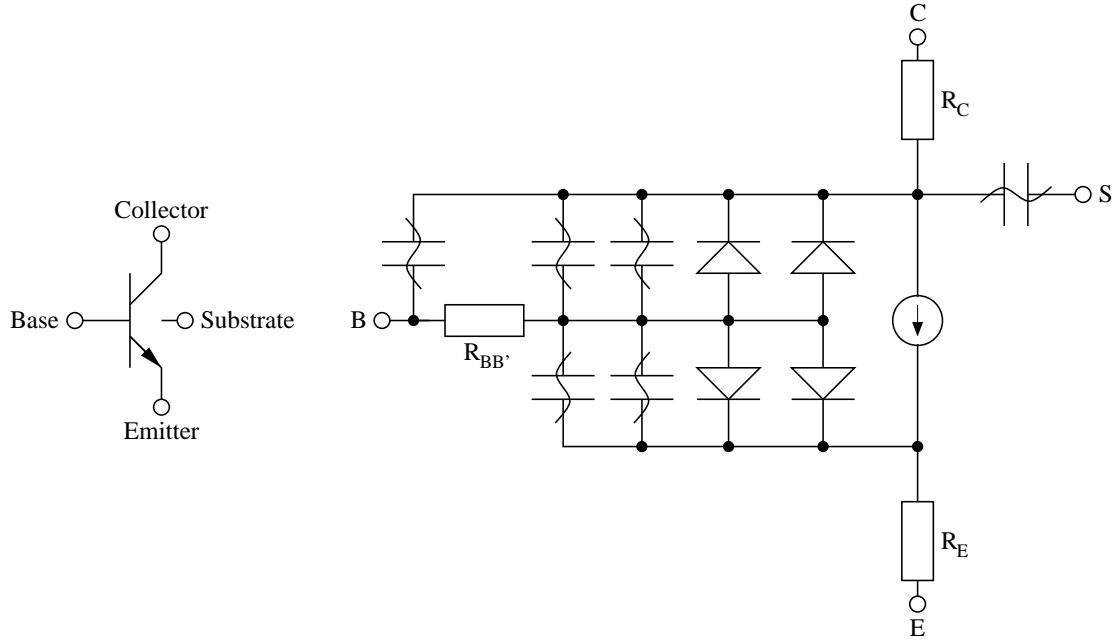 Collector
Base
Substrate
Emitter
C
R_C
S
B
R_BB'
R_E
E